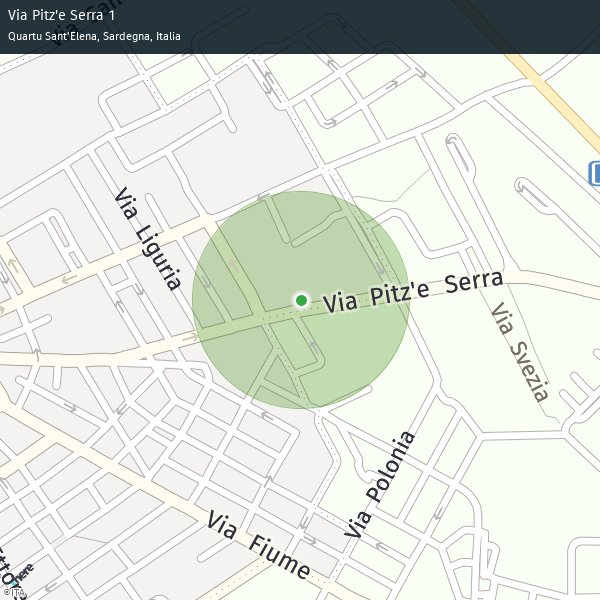 Via Pitz'e Serra 1
Quartu Sant'Elena, Sardegna, Italia
Via Liguria
Via Pitz'e Serra
Via Svezia
Via Polonia
Via Fiume
here